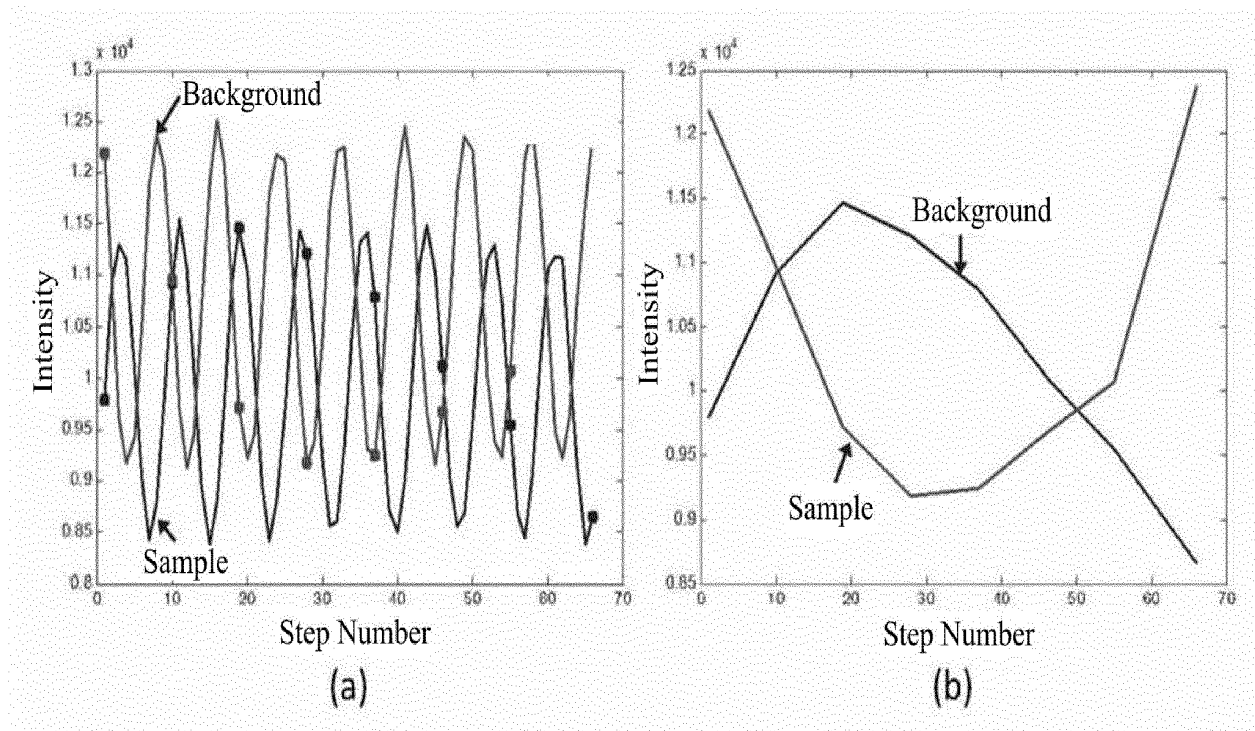 x 10⁴
1.3
1.25
1.2
1.15
1.1
1.05
1
0.95
0.9
0.85
0.8
0 10 20 30 40 50 60 70
Intensity
Background
Sample
Step Number
(a)
x 10⁴
1.25
1.2
1.15
1.1
1.05
1
0.95
0.9
0.85
0 10 20 30 40 50 60 70
Intensity
Background
Sample
Step Number
(b)